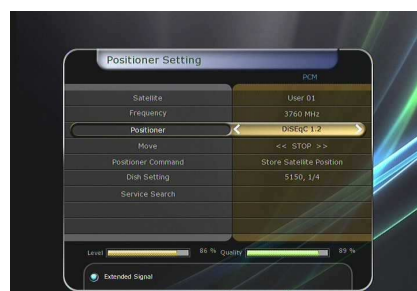 Positioner Setting
PCM
Satellite User 01
Frequency 3760 MHz
Positioner DiSEqC 1.2
Move << STOP >>
Positioner Command Store Satellite Position
Dish Setting 5150, 1/4
Service Search
Level 86 % Quality 89 %
Extended Signal